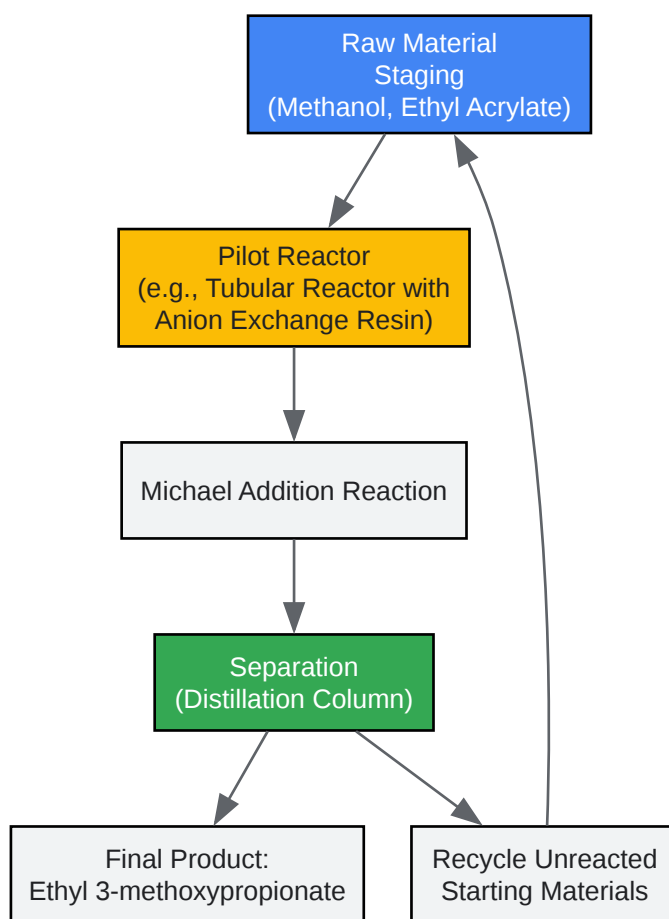 Raw Material
Staging
(Methanol, Ethyl Acrylate)
Pilot Reactor
(e.g., Tubular Reactor with
Anion Exchange Resin)
Michael Addition Reaction
Separation
(Distillation Column)
Final Product:
Ethyl 3-methoxypropionate
Recycle Unreacted
Starting Materials